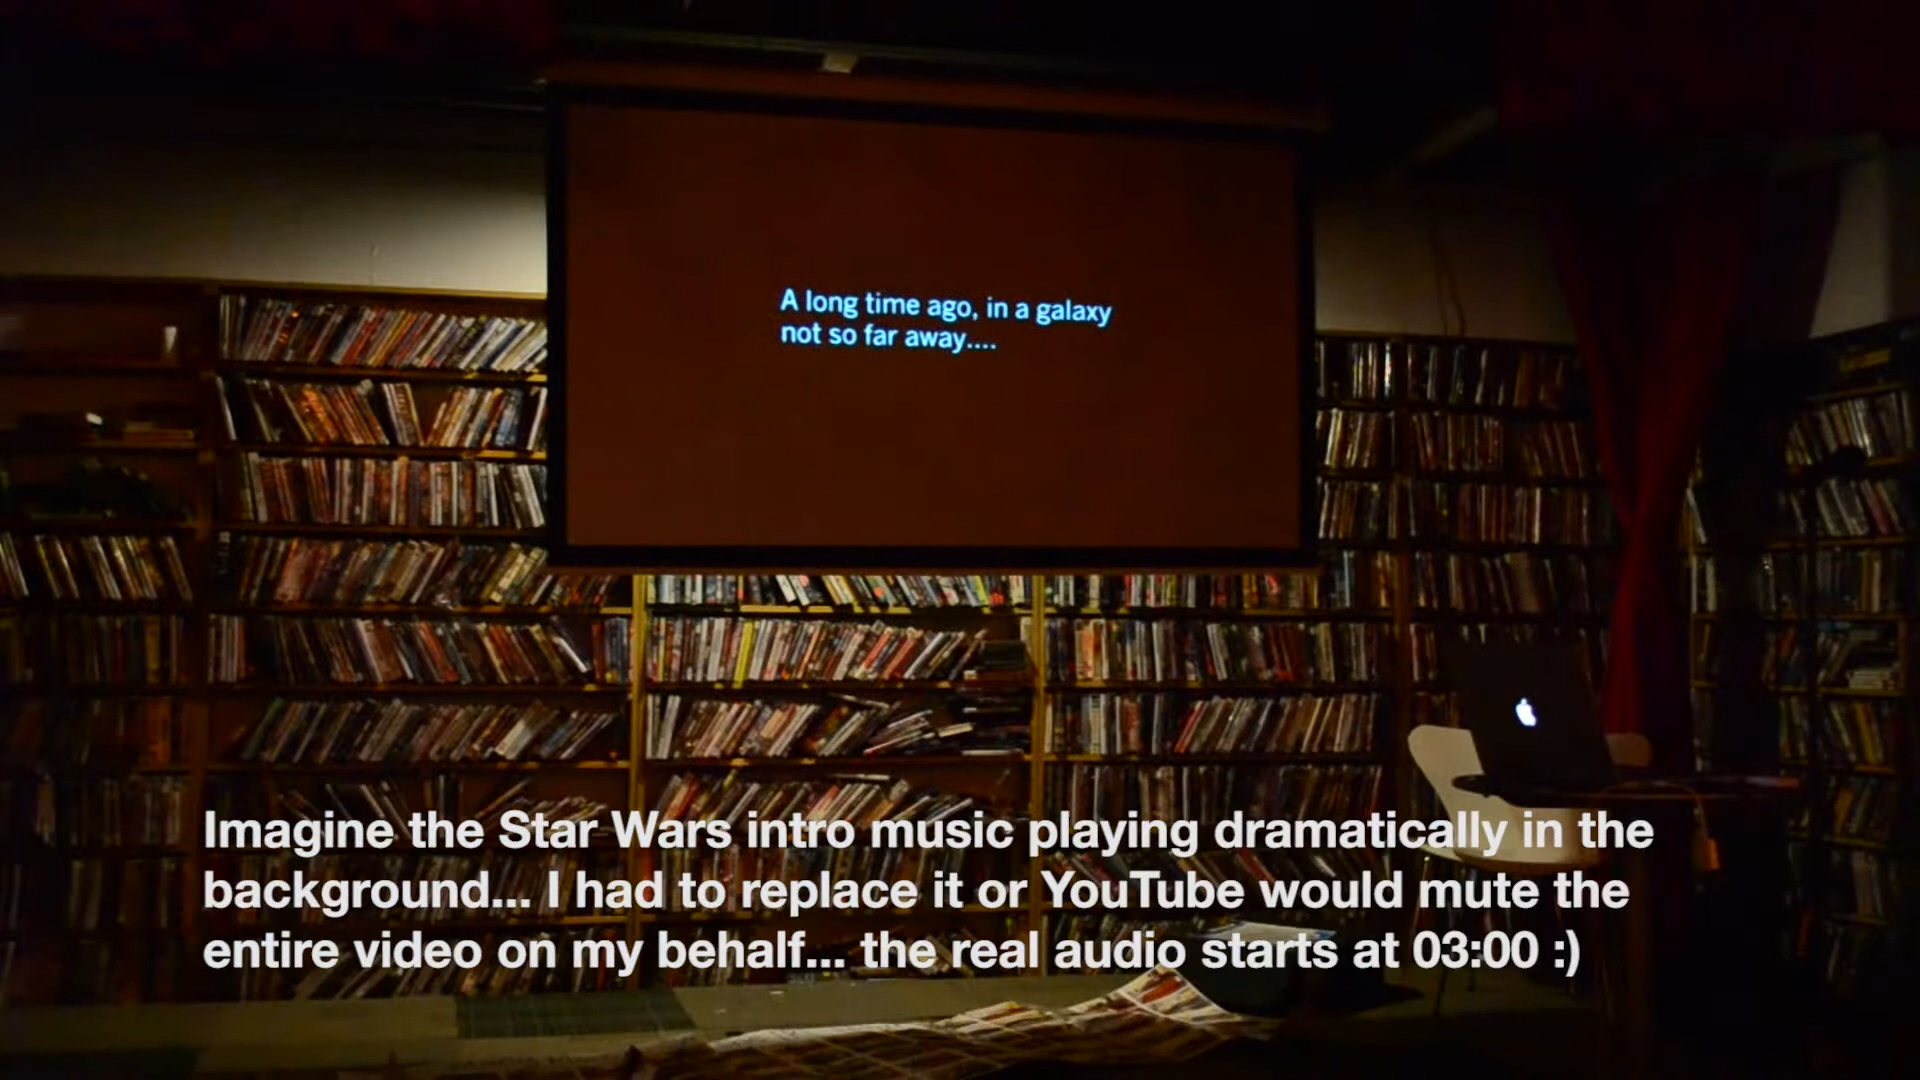 A long time ago, in a galaxy
not so far away....
Imagine the Star Wars intro music playing dramatically in the
background... I had to replace it or YouTube would mute the
entire video on my behalf... the real audio starts at 03:00 :)